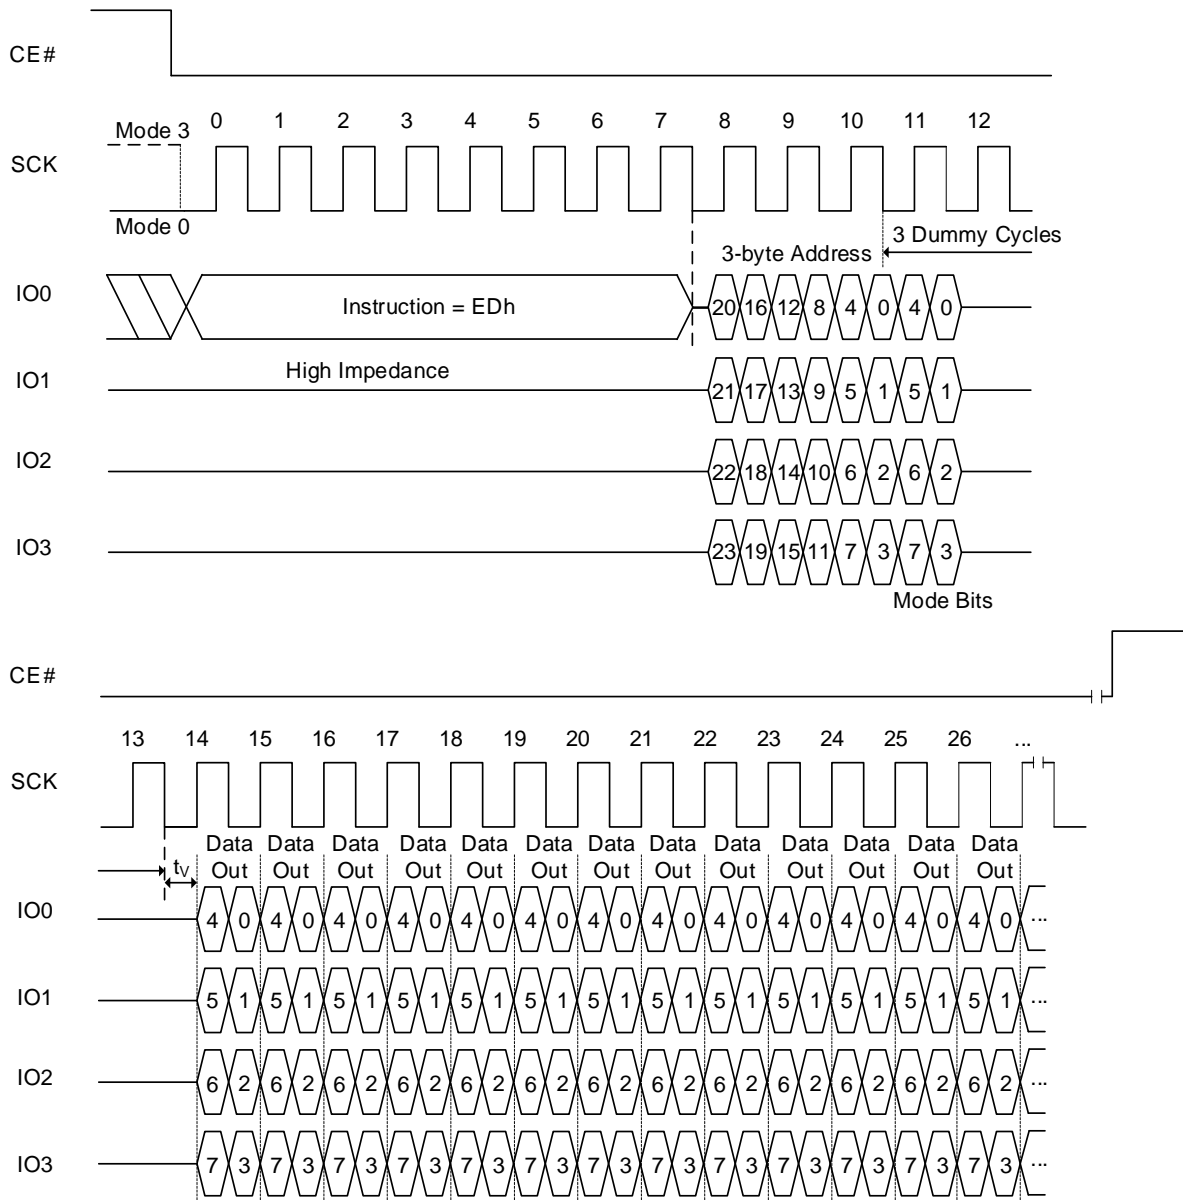 CE#
Mode 3 0 1 2 3 4 5 6 7 8 9 10 11 12
SCK
Mode 0
3 Dummy Cycles
3-byte Address
IO0 Instruction = EDh 20 16 12 8 4 0 4 0
High Impedance
IO1 21 17 13 9 5 1 5 1
IO2 22 18 14 10 6 2 6 2
IO3 23 19 15 11 7 3 7 3
Mode Bits
CE#
13 14 15 16 17 18 19 20 21 22 23 24 25 26 ...
SCK
Data Data Data Data Data Data Data Data Data Data Data Data Data
tV Out Out Out Out Out Out Out Out Out Out Out Out Out
IO0 4 0 4 0 4 0 4 0 4 0 4 0 4 0 4 0 4 0 4 0 4 0 4 0 4 0 ...
IO1 5 1 5 1 5 1 5 1 5 1 5 1 5 1 5 1 5 1 5 1 5 1 5 1 5 1 ...
IO2 6 2 6 2 6 2 6 2 6 2 6 2 6 2 6 2 6 2 6 2 6 2 6 2 6 2 ...
IO3 7 3 7 3 7 3 7 3 7 3 7 3 7 3 7 3 7 3 7 3 7 3 7 3 7 3 ...